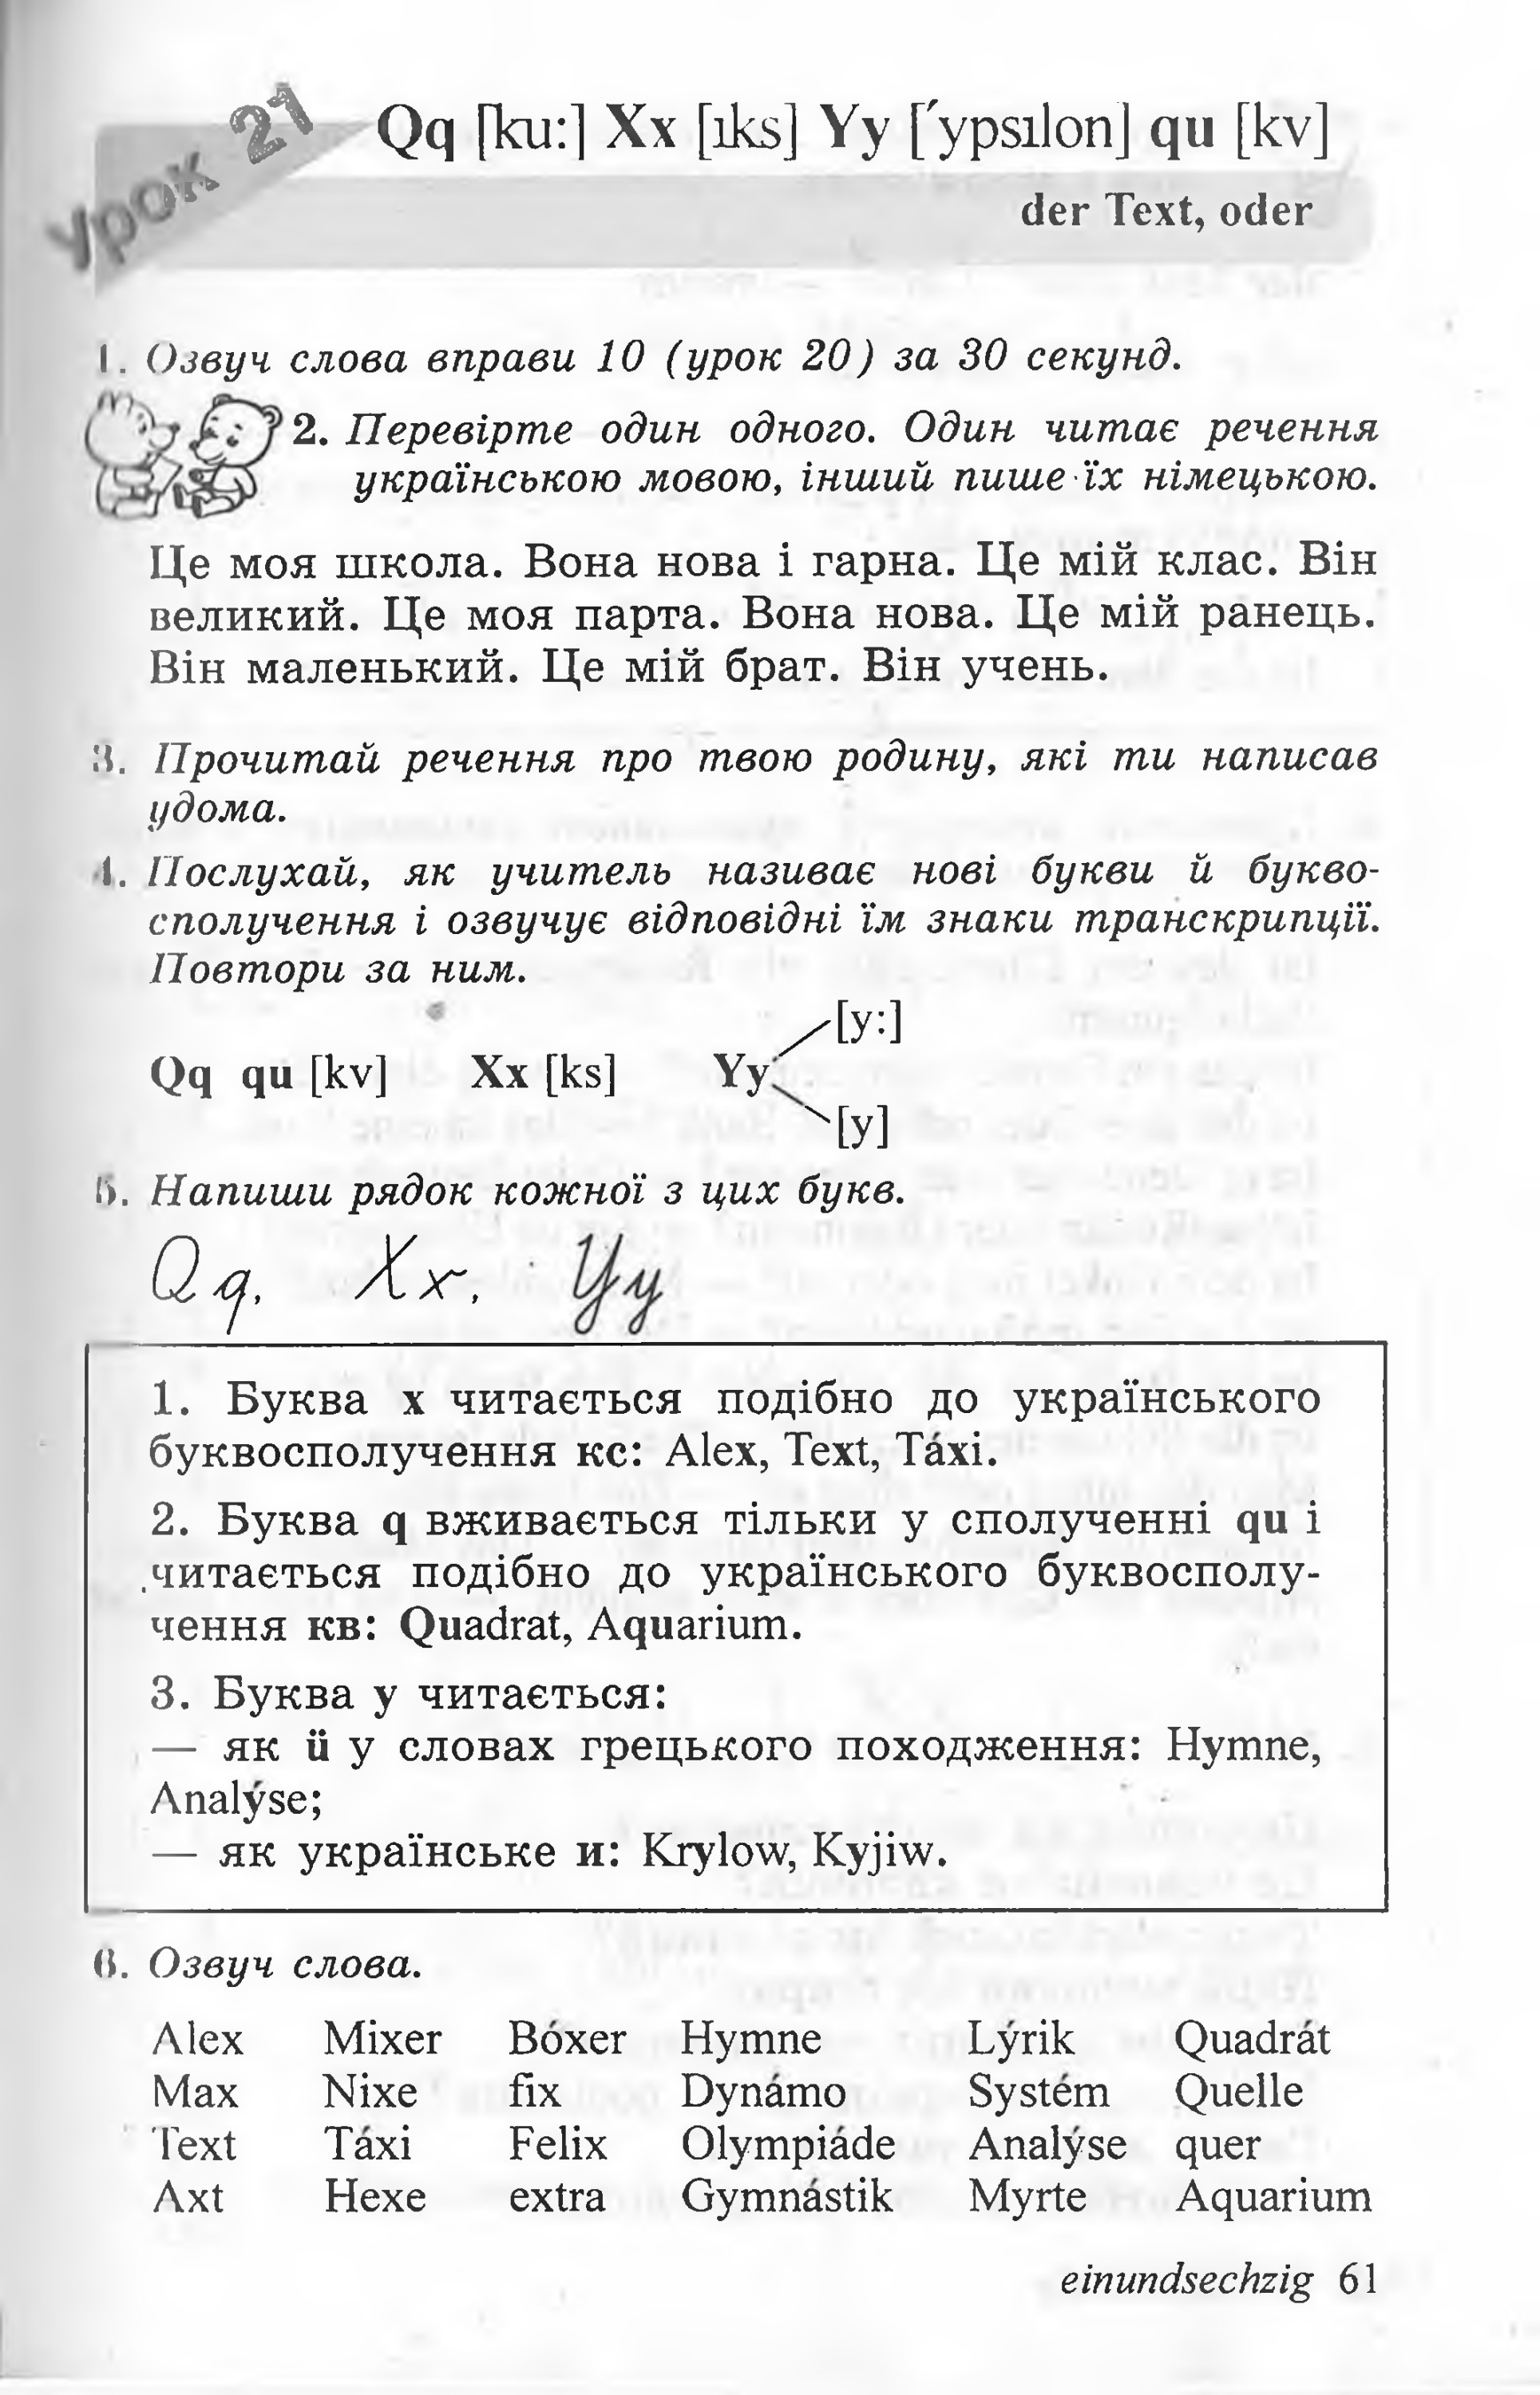 Урок 21
Qq [ku:] Xx [ıks] Yy ['ypsılon] qu [kv]
der Text, oder
1. Озвуч слова вправи 10 (урок 20) за 30 секунд.
2. Перевірте один одного. Один читає речення
українською мовою, інший пише їх німецькою.
Це моя школа. Вона нова і гарна. Це мій клас. Він
великий. Це моя парта. Вона нова. Це мій ранець.
Він маленький. Це мій брат. Він учень.
3. Прочитай речення про твою родину, які ти написав
удома.
4. Послухай, як учитель називає нові букви й букво-
сполучення і озвучує відповідні їм знаки транскрипції.
Повтори за ним.
[y:]
Qq qu [kv] Xx [ks] Yy
[y]
5. Напиши рядок кожної з цих букв.
Qq, Xx, Yy
1. Буква x читається подібно до українського
буквосполучення кс: Alex, Text, Táxi.
2. Буква q вживається тільки у сполученні qu і
читається подібно до українського буквосполу-
чення кв: Quadrat, Aquarium.
3. Буква y читається:
— як ü у словах грецького походження: Hymne,
Analýse;
— як українське и: Krylow, Kyjiw.
6. Озвуч слова.
Alex Mixer Bóxer Hymne Lýrik Quadrát
Max Nixe fix Dynámo Systém Quelle
Text Táxi Felix Olympiáde Analýse quer
Axt Hexe extra Gymnástik Myrte Aquarium
einundsechzig 61